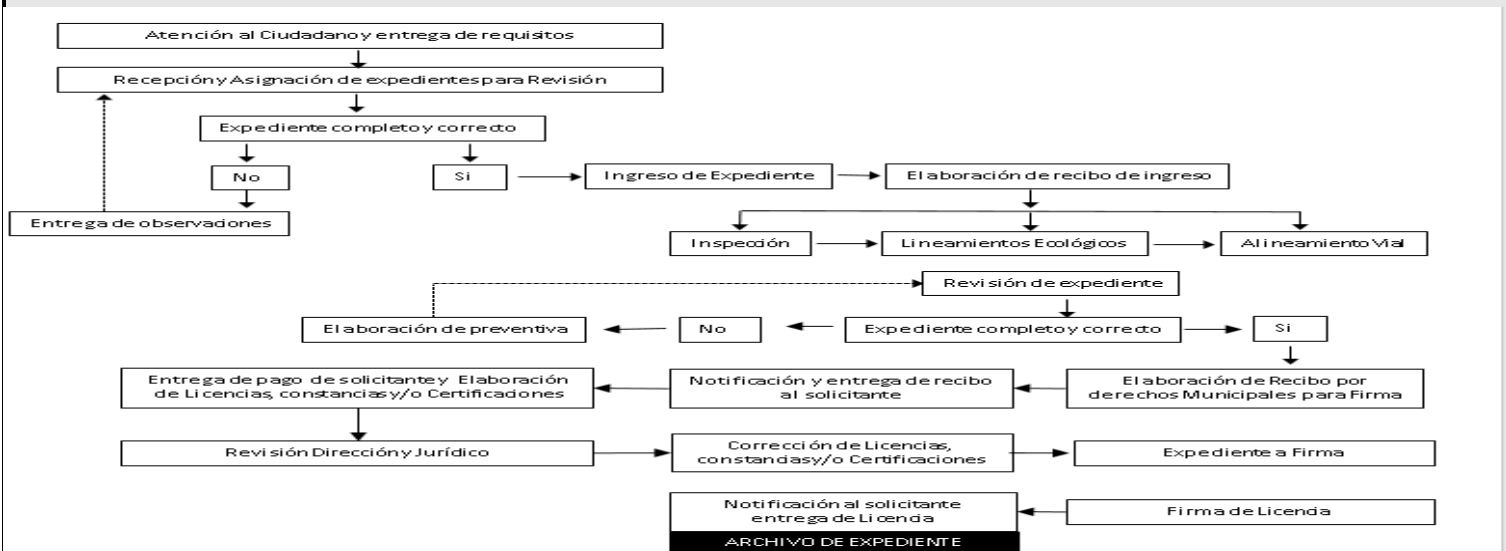 Atención al Ciudadano y entrega de requisitos
Recepción y Asignación de expedientes para Revisión
Expediente completo y correcto
No
Si
Ingreso de Expediente
Elaboración de recibo de ingreso
Entrega de observaciones
Inspección
Lineamientos Ecológicos
Alineamiento Vial
Revisión de expediente
Elaboración de preventiva
No
Expediente completo y correcto
Si
Entrega de pago de solicitante y Elaboración
de Licencias, constancias y/o Certificaciones
Notificación y entrega de recibo
al solicitante
Elaboración de Recibo por
derechos Municipales para Firma
Revisión Dirección y Jurídico
Corrección de Licencias,
constancias y/o Certificaciones
Expediente a Firma
Notificación al solicitante
entrega de Licencia
Firma de Licencia
ARCHIVO DE EXPEDIENTE